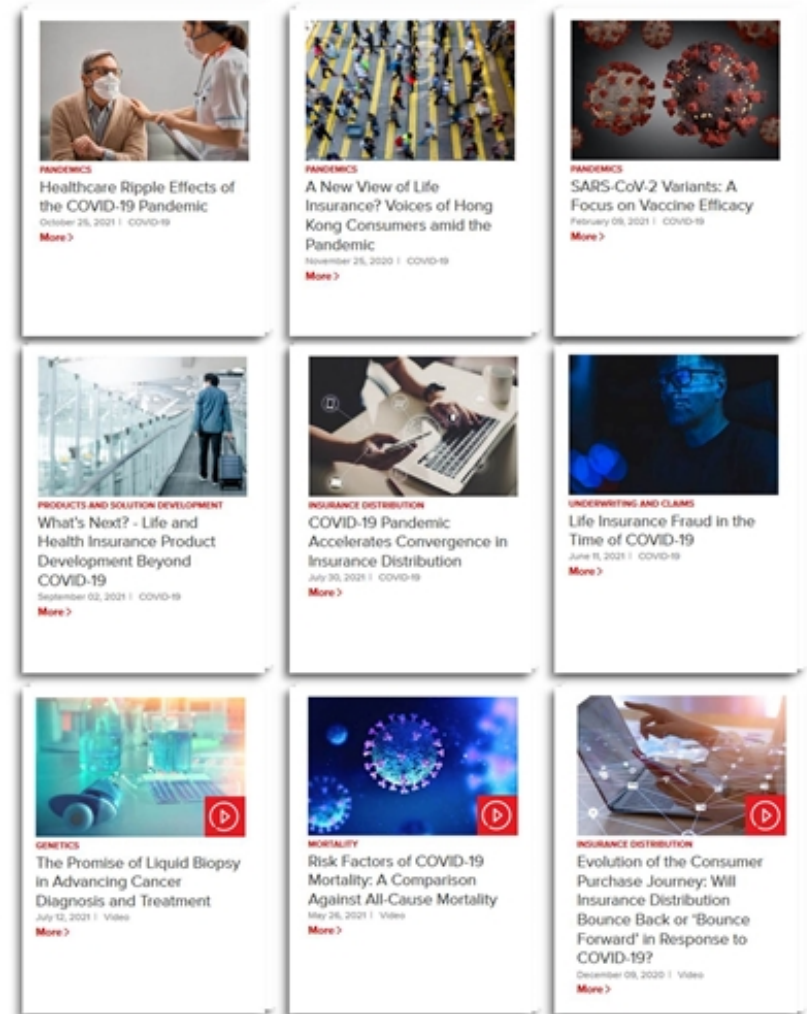 PANDEMICS
Healthcare Ripple Effects of
the COVID-19 Pandemic
October 25, 2021 | COVID-19
More >
PANDEMICS
A New View of Life
Insurance? Voices of Hong
Kong Consumers amid the
Pandemic
November 25, 2020 | COVID-19
More >
PANDEMICS
SARS-CoV-2 Variants: A
Focus on Vaccine Efficacy
February 09, 2021 | COVID-19
More >
PRODUCTS AND SOLUTION DEVELOPMENT
What's Next? - Life and
Health Insurance Product
Development Beyond
COVID-19
September 02, 2021 | COVID-19
More >
INSURANCE DISTRIBUTION
COVID-19 Pandemic
Accelerates Convergence in
Insurance Distribution
July 30, 2021 | COVID-19
More >
UNDERWRITING AND CLAIMS
Life Insurance Fraud in the
Time of COVID-19
June 11, 2021 | COVID-19
More >
GENETICS
The Promise of Liquid Biopsy
in Advancing Cancer
Diagnosis and Treatment
July 12, 2021 | Video
More >
MORTALITY
Risk Factors of COVID-19
Mortality: A Comparison
Against All-Cause Mortality
May 26, 2021 | Video
More >
INSURANCE DISTRIBUTION
Evolution of the Consumer
Purchase Journey: Will
Insurance Distribution
Bounce Back or 'Bounce
Forward' in Response to
COVID-19?
December 09, 2020 | Video
More >